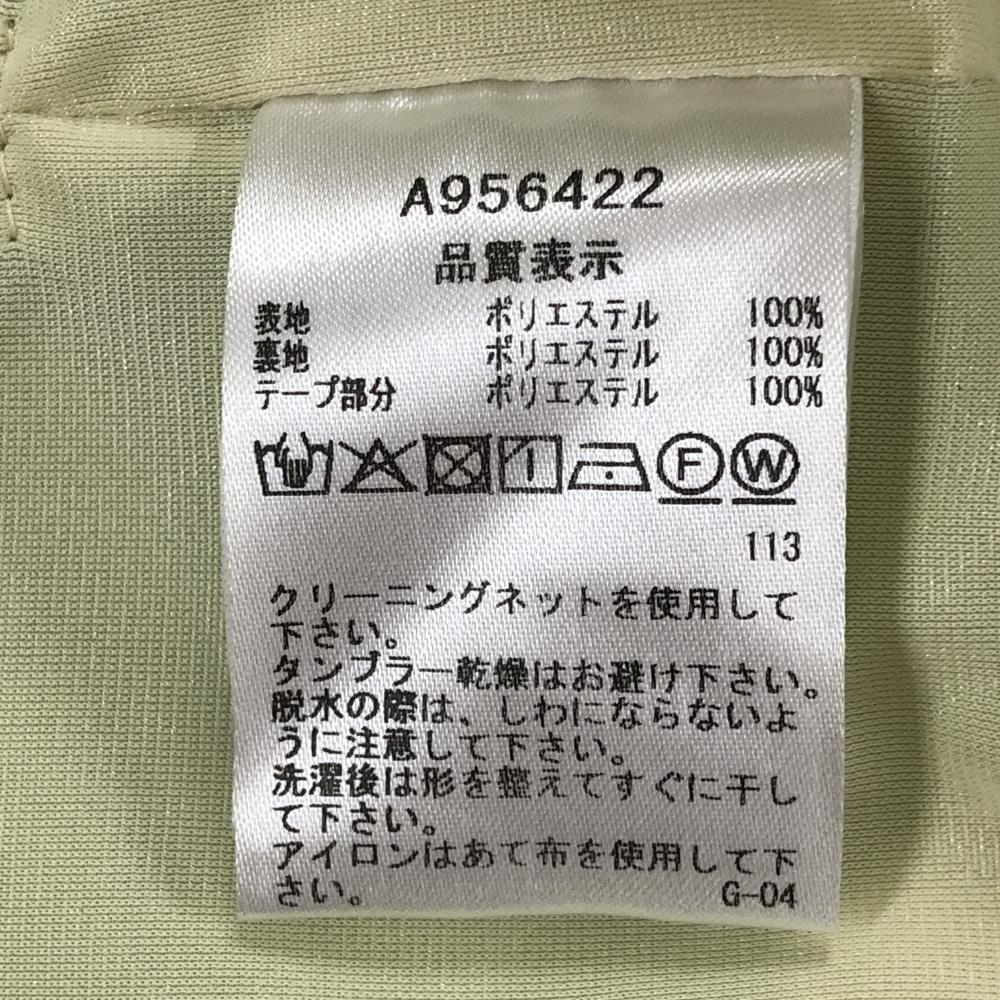 A956422
品質表示
表地 ポリエステル 100%
裏地 ポリエステル 100%
テープ部分 ポリエステル 100%
F W
113
クリーニングネットを使用して
下さい。
タンブラー乾燥はお避け下さい。
脱水の際は、しわにならないよ
うに注意して下さい。
洗濯後は形を整えてすぐに干し
て下さい。
アイロンはあて布を使用して下
さい。 G-04